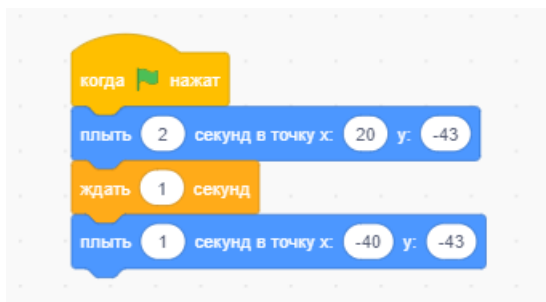 когда нажат
плыть 2 секунд в точку x: 20 y: -43
ждать 1 секунд
плыть 1 секунд в точку x: -40 y: -43